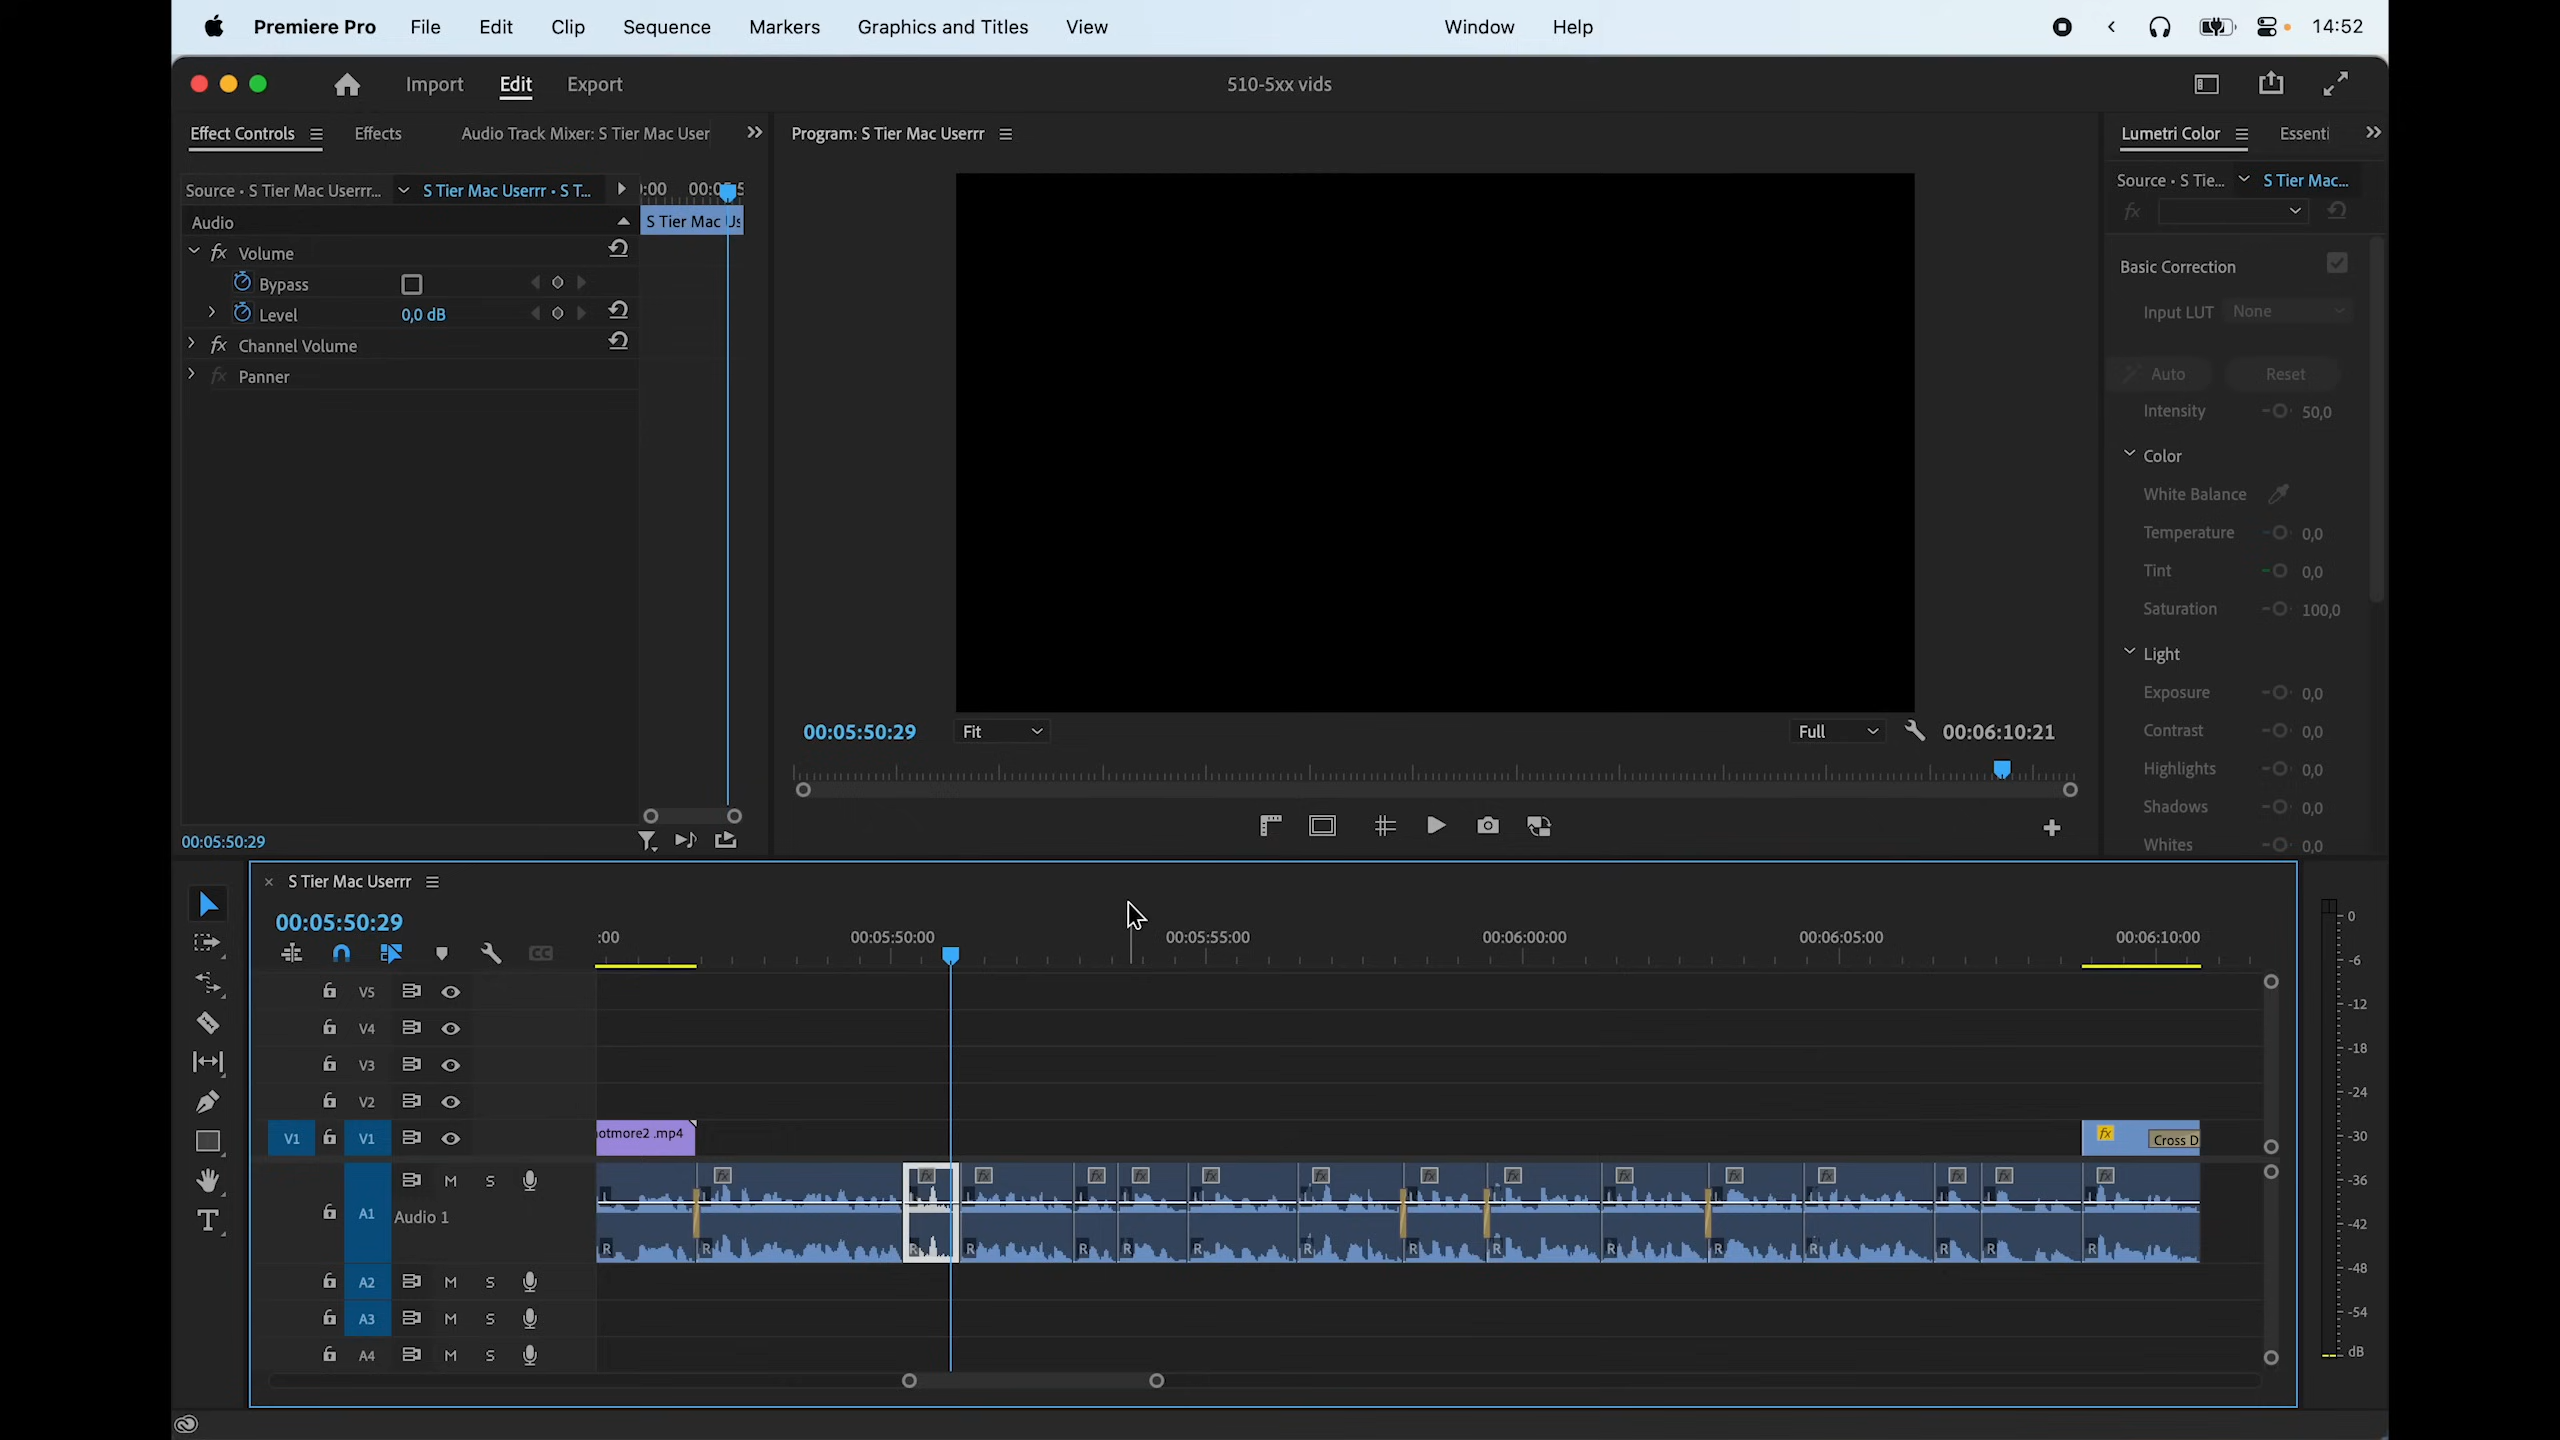 Premiere Pro File Edit Clip Sequence Markers Graphics and Titles View Window Help 14:52
Import Edit Export 510-5xx vids
Effect Controls Effects Audio Track Mixer: S Tier Mac User
Program: S Tier Mac Userrr
Lumetri Color Essenti
Source • S Tier Mac Userrr... S Tier Mac Userrr • S T...
Audio
S Tier Mac Us
Volume
Bypass
Level 0,0 dB
Channel Volume
Panner
00:05:50:29
00:05:50:29 Fit Full 00:06:10:21
Source • S Tie... S Tier Mac...
fx
Basic Correction
Input LUT None
Auto Reset
Intensity 50,0
Color
White Balance
Temperature 0,0
Tint 0,0
Saturation 100,0
Light
Exposure 0,0
Contrast 0,0
Highlights 0,0
Shadows 0,0
Whites 0,0
S Tier Mac Userrr
00:05:50:29
:00 00:05:50:00 00:05:55:00 00:06:00:00 00:06:05:00 00:06:10:00
V5
V4
V3
V2
V1 V1
otmore2 .mp4
fx Cross D
M S
A1 Audio 1
A2 M S
A3 M S
A4 M S
0
-6
-12
-18
-24
-30
-36
-42
-48
-54
dB